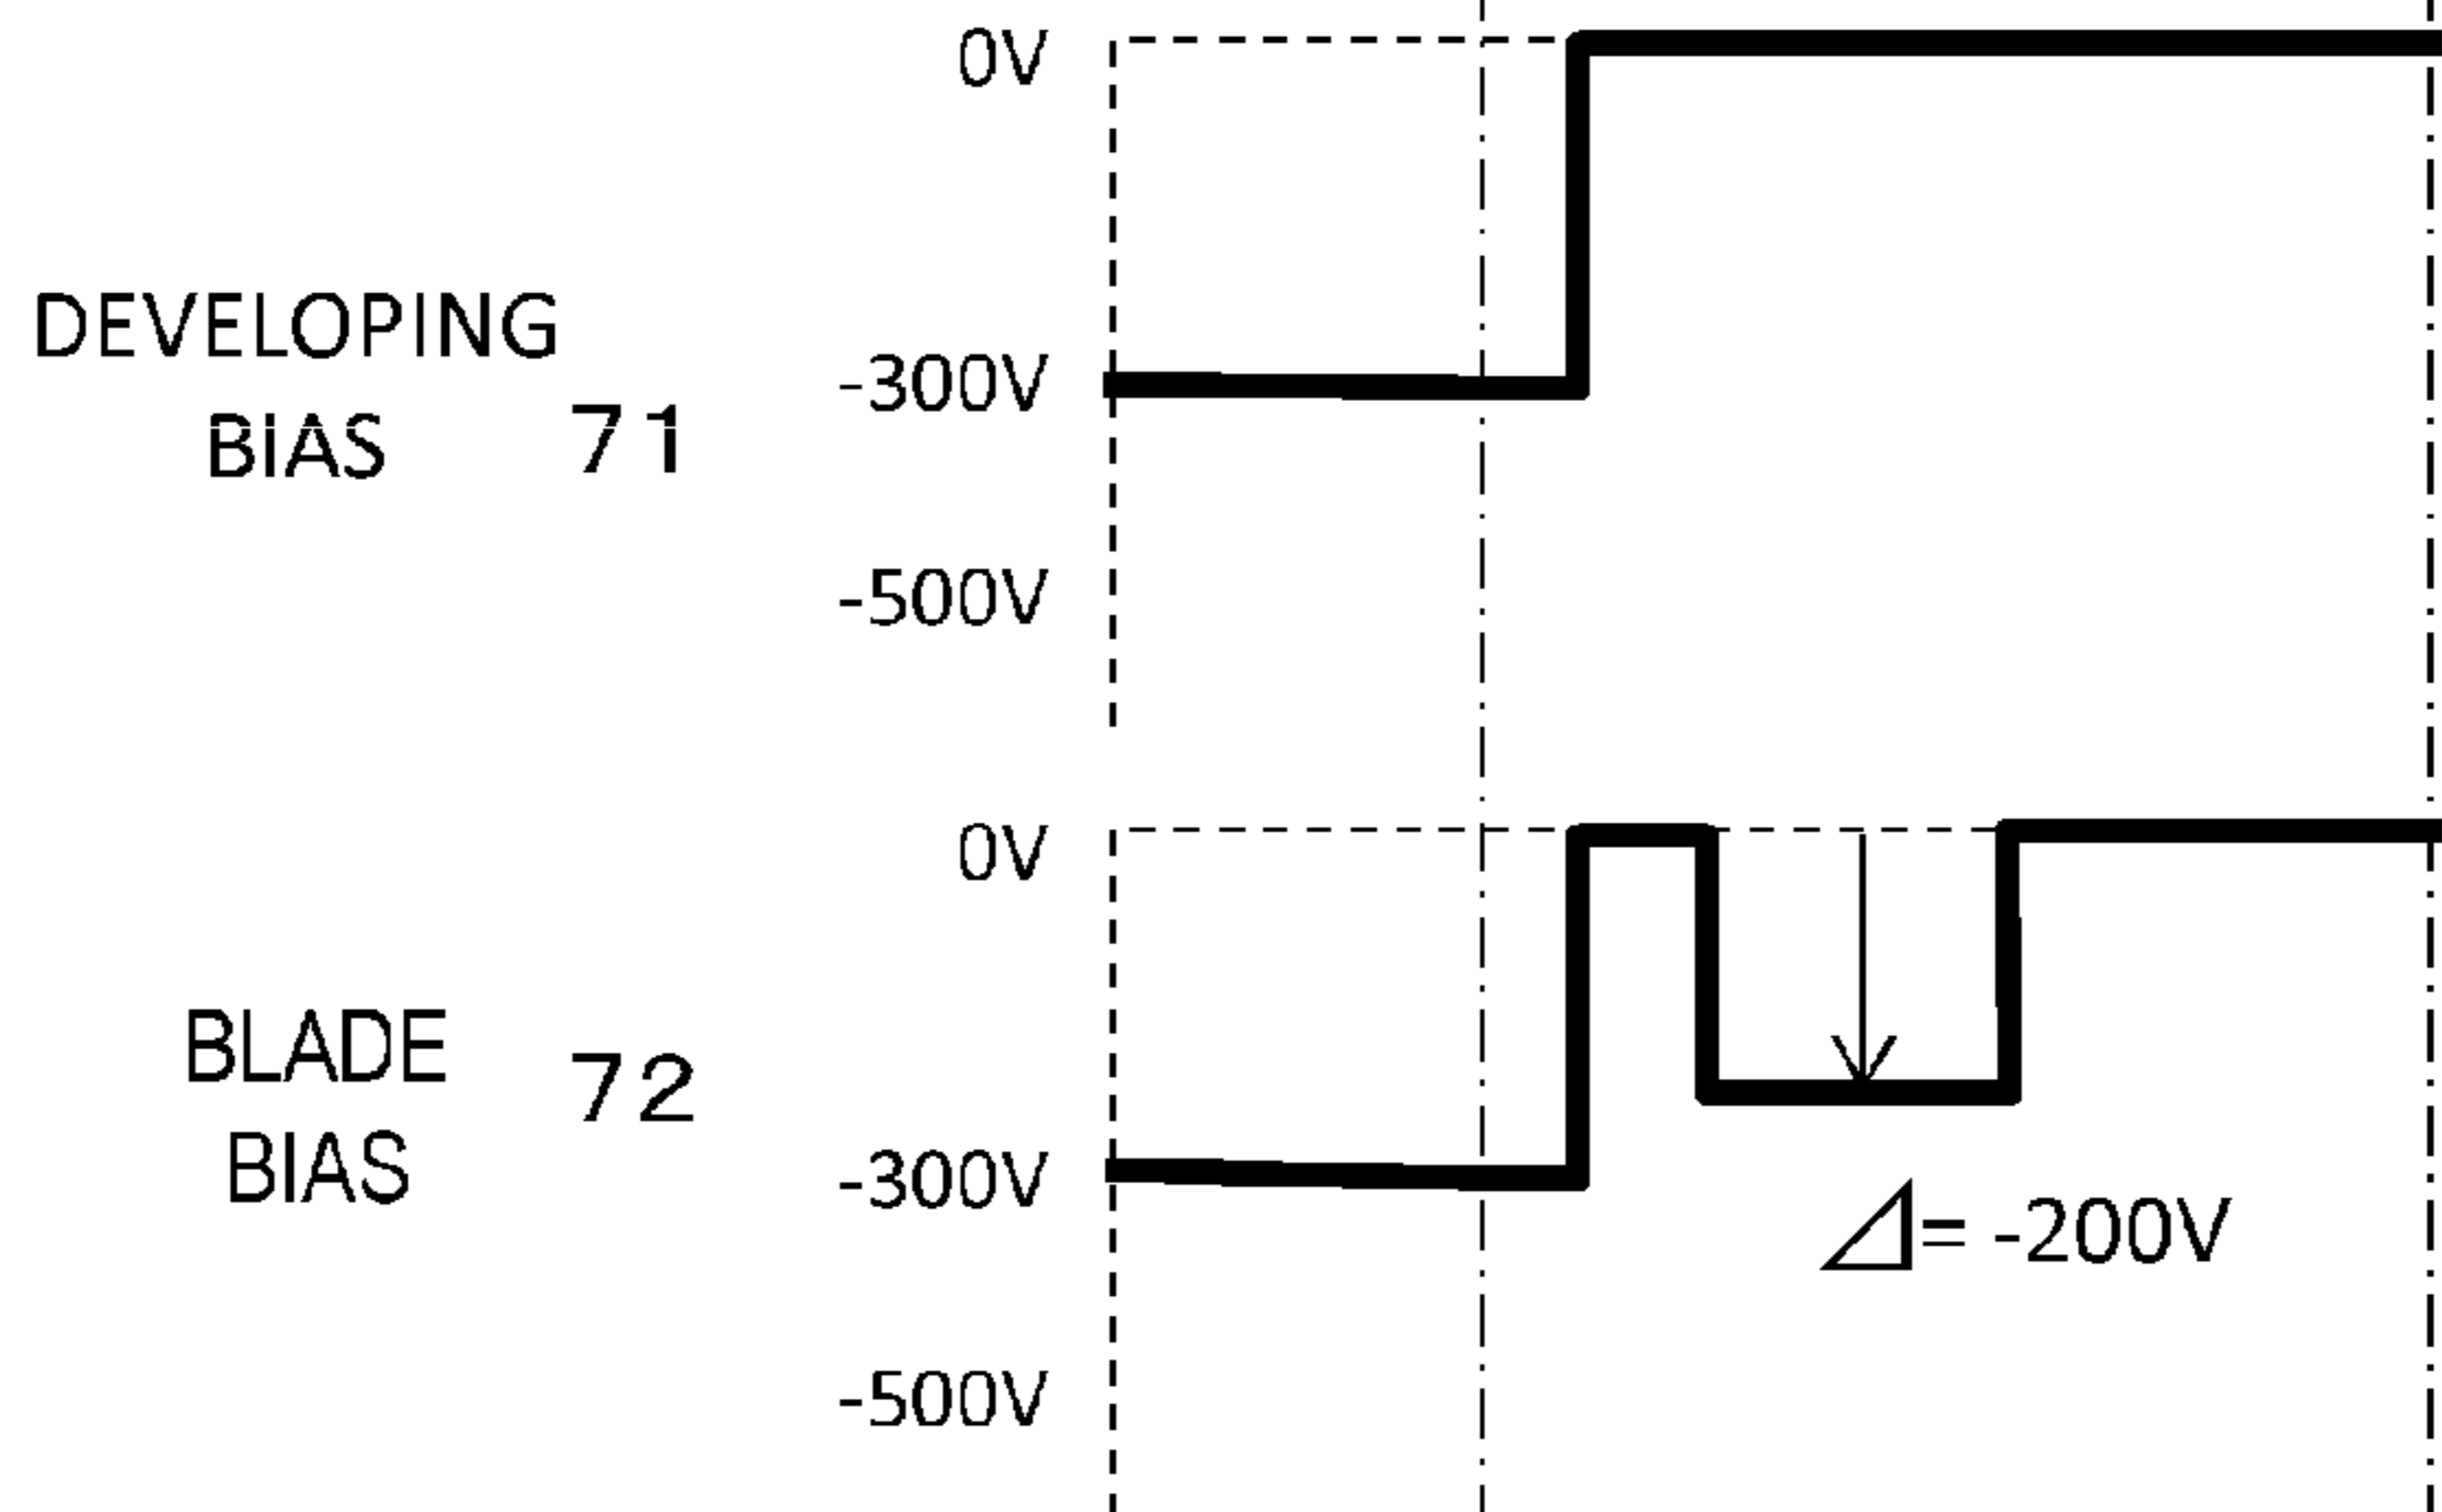 0V
DEVELOPING
BIAS 71
-300V
-500V
0V
BLADE
BIAS 72
-300V
⊿= -200V
-500V